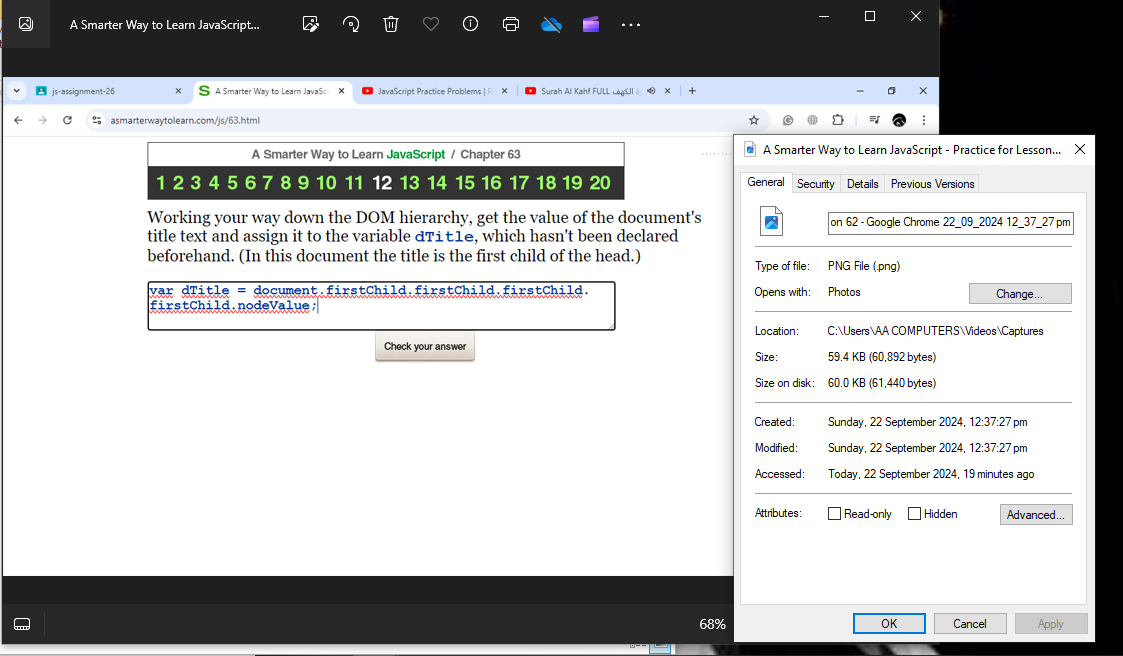 A Smarter Way to Learn JavaScript...
js-assignment-26
A Smarter Way to Learn JavaScr
JavaScript Practice Problems |
Surah Al Kahf FULL سورة الكهف
asmarterwaytolearn.com/js/63.html
A Smarter Way to Learn JavaScript / Chapter 63
1 2 3 4 5 6 7 8 9 10 11 12 13 14 15 16 17 18 19 20
Working your way down the DOM hierarchy, get the value of the document's
title text and assign it to the variable dTitle, which hasn't been declared
beforehand. (In this document the title is the first child of the head.)
var dTitle = document.firstChild.firstChild.firstChild.
firstChild.nodeValue;
Check your answer
68%
A Smarter Way to Learn JavaScript - Practice for Lesson...
General Security Details Previous Versions
on 62 - Google Chrome 22_09_2024 12_37_27 pm
Type of file: PNG File (.png)
Opens with: Photos Change...
Location: C:\Users\AA COMPUTERS\Videos\Captures
Size: 59.4 KB (60,892 bytes)
Size on disk: 60.0 KB (61,440 bytes)
Created: Sunday, 22 September 2024, 12:37:27 pm
Modified: Sunday, 22 September 2024, 12:37:27 pm
Accessed: Today, 22 September 2024, 19 minutes ago
Attributes: Read-only Hidden Advanced...
OK Cancel Apply